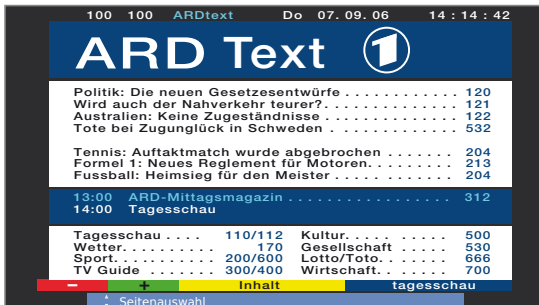 100 100 ARDtext Do 07. 09. 06 14 : 14 : 42
ARD Text 1
Politik: Die neuen Gesetzesentwürfe . . . . . . . . . . . . 120
Wird auch der Nahverkehr teurer?. . . . . . . . . . . . . . . 121
Australien: Keine Zugeständnisse . . . . . . . . . . . . . . 122
Tote bei Zugunglück in Schweden . . . . . . . . . . . . . 532
Tennis: Auftaktmatch wurde abgebrochen . . . . . . . 204
Formel 1: Neues Reglement für Motoren. . . . . . . . . 213
Fussball: Heimsieg für den Meister . . . . . . . . . . . . . 204
13:00 ARD-Mittagsmagazin . . . . . . . . . . . . . . . . . 312
14:00 Tagesschau
Tagesschau . . . . 110/112 Kultur. . . . . . 500
Wetter. . . . . . . . . . 170 Gesellschaft . . . . . 530
Sport. . . . . . . . . 200/600 Lotto/Toto. . . . . . 666
TV Guide . . . . . . . 300/400 Wirtschaft. . . . . . 700
− + Inhalt tagesschau
Seitenauswahl